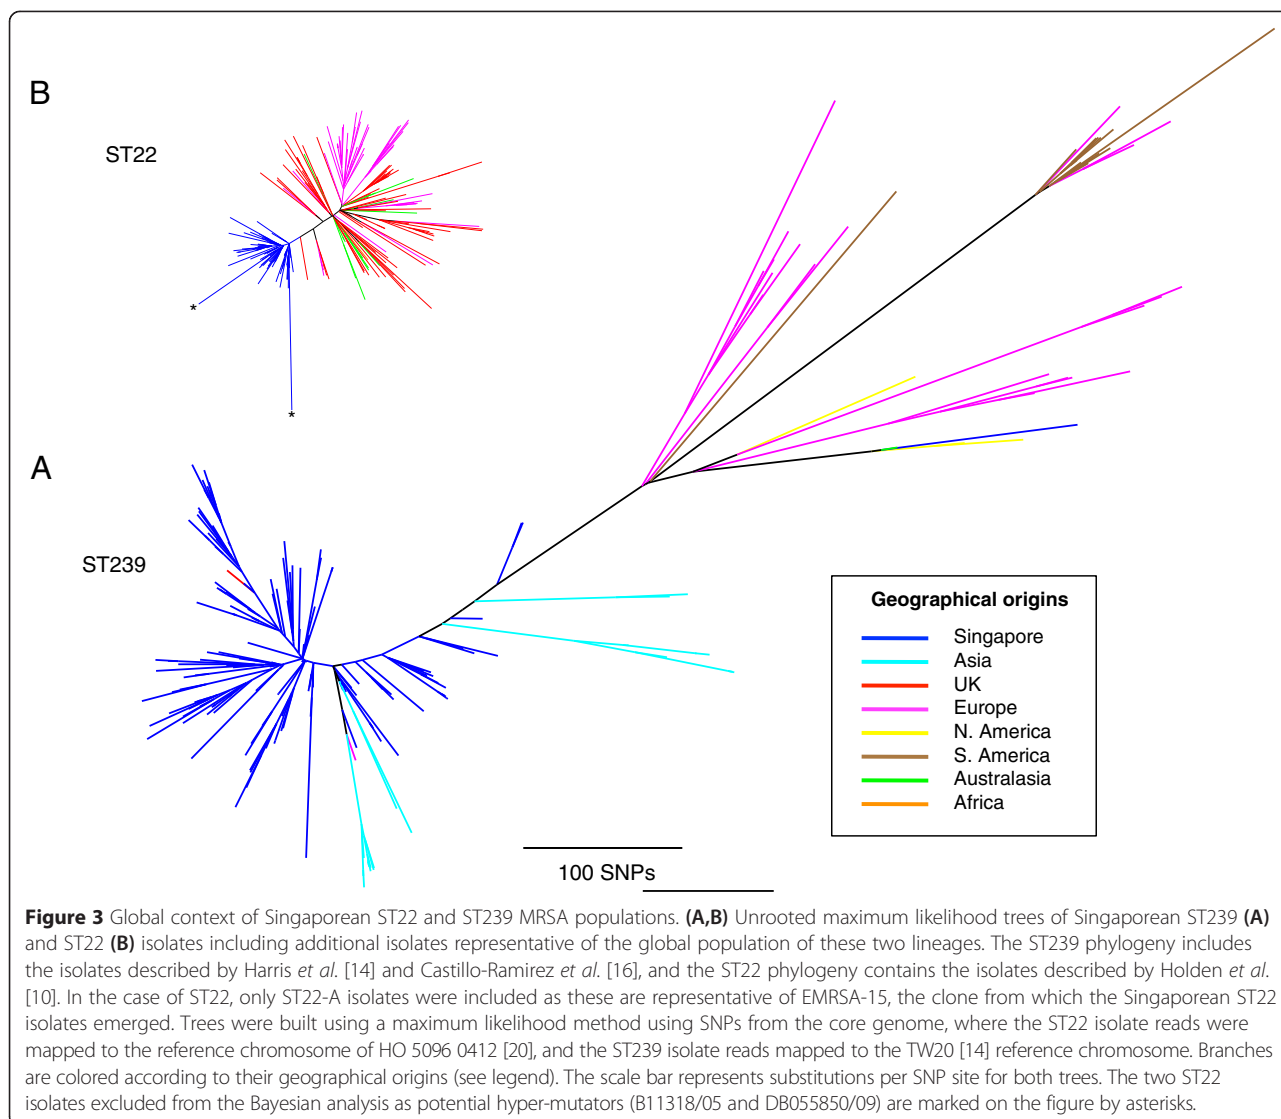 B
ST22
*
*
A
ST239
Geographical origins
Singapore
Asia
UK
Europe
N. America
S. America
Australasia
Africa
100 SNPs
Figure 3 Global context of Singaporean ST22 and ST239 MRSA populations. (A,B) Unrooted maximum likelihood trees of Singaporean ST239 (A)
and ST22 (B) isolates including additional isolates representative of the global population of these two lineages. The ST239 phylogeny includes
the isolates described by Harris et al. [14] and Castillo-Ramirez et al. [16], and the ST22 phylogeny contains the isolates described by Holden et al.
[10]. In the case of ST22, only ST22-A isolates were included as these are representative of EMRSA-15, the clone from which the Singaporean ST22
isolates emerged. Trees were built using a maximum likelihood method using SNPs from the core genome, where the ST22 isolate reads were
mapped to the reference chromosome of HO 5096 0412 [20], and the ST239 isolate reads mapped to the TW20 [14] reference chromosome. Branches
are colored according to their geographical origins (see legend). The scale bar represents substitutions per SNP site for both trees. The two ST22
isolates excluded from the Bayesian analysis as potential hyper-mutators (B11318/05 and DB055850/09) are marked on the figure by asterisks.